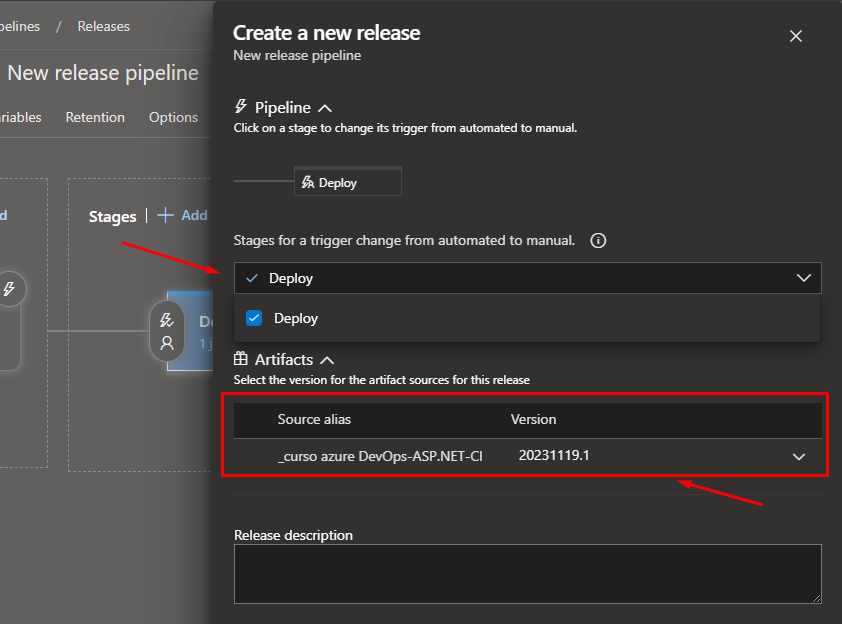 pelines / Releases
New release pipeline
riables Retention Options
d
Stages | + Add
De
1 j
Create a new release
New release pipeline
Pipeline
Click on a stage to change its trigger from automated to manual.
Deploy
Stages for a trigger change from automated to manual.
Deploy
Deploy
Artifacts
Select the version for the artifact sources for this release
Source alias Version
_curso azure DevOps-ASP.NET-CI 20231119.1
Release description